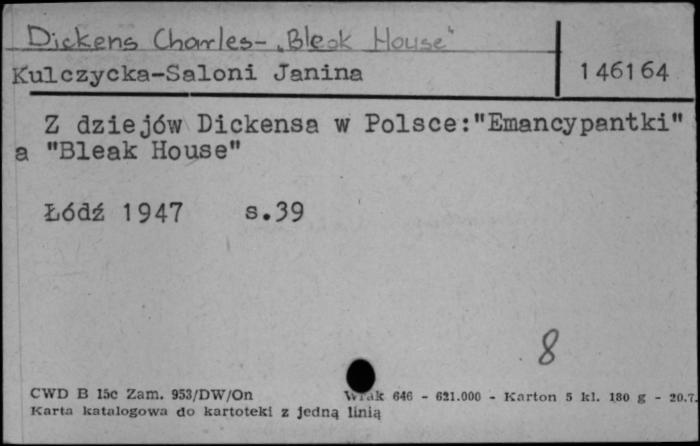 Dickens Charles - „Bleak House"
Kulczycka-Saloni Janina 146164
Z dziejów Dickensa w Polsce:"Emancypantki"
a "Bleak House"
Łódź 1947 s.39
8
CWD B 15c Zam. 953/DW/On Wrak 646 - 621.000 - Karton 5 kl. 180 g - 20.7.
Karta katalogowa do kartoteki z jedną linią